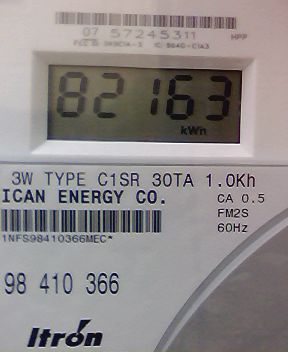 07 57245311 HPP
82163
kWh
3W TYPE C1SR 30TA 1.0Kh
ICAN ENERGY CO.
CA 0.5
FM2S
60Hz
1NFS98410366MEC*
98 410 366
Itron